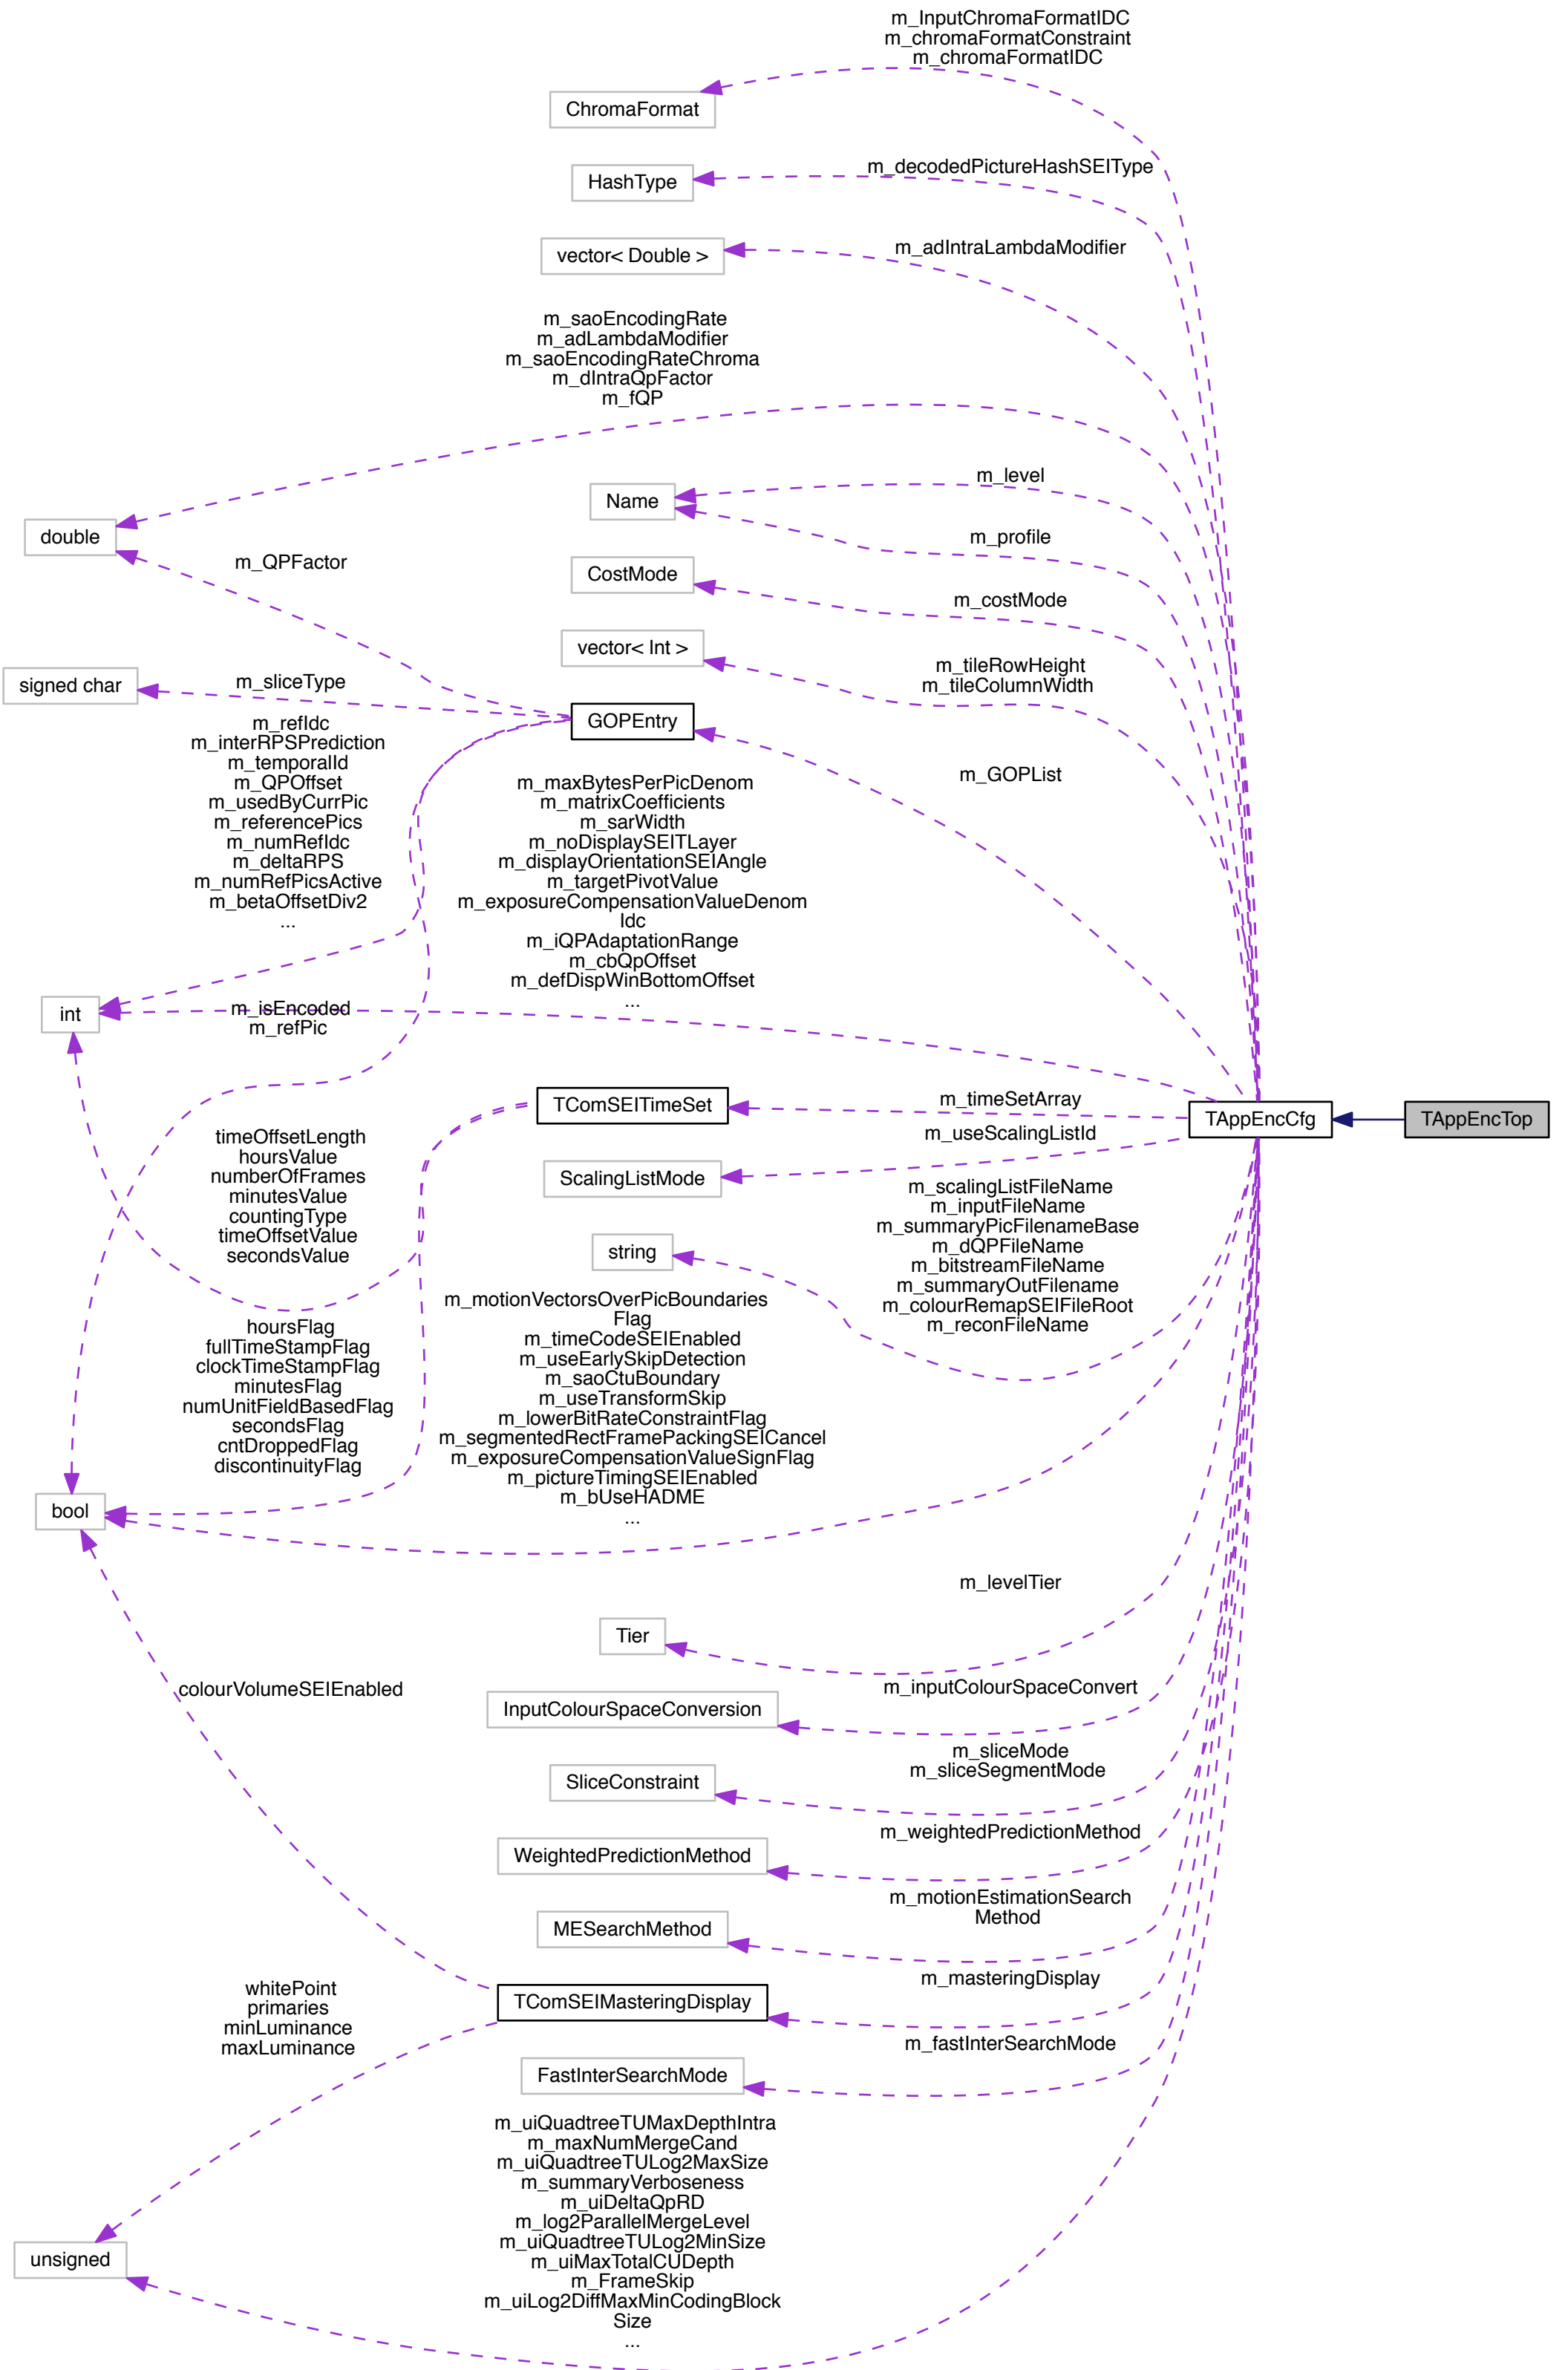 m_InputChromaFormatIDC
m_chromaFormatConstraint
m_chromaFormatIDC
ChromaFormat
m_decodedPictureHashSEIType
HashType
m_adIntraLambdaModifier
vector< Double >
m_saoEncodingRate
m_adLambdaModifier
m_saoEncodingRateChroma
m_dIntraQpFactor
m_fQP
m_level
Name
double
m_profile
m_QPFactor
CostMode
m_costMode
vector< Int >
m_tileRowHeight
m_tileColumnWidth
signed char
m_sliceType
GOPEntry
m_refIdc
m_interRPSPrediction
m_temporalId
m_QPOffset
m_usedByCurrPic
m_referencePics
m_numRefIdc
m_deltaRPS
m_numRefPicsActive
m_betaOffsetDiv2
...
m_maxBytesPerPicDenom
m_matrixCoefficients
m_sarWidth
m_noDisplaySEITLayer
m_displayOrientationSEIAngle
m_targetPivotValue
m_exposureCompensationValueDenom
Idc
m_iQPAdaptationRange
m_cbQpOffset
m_defDispWinBottomOffset
...
m_GOPList
int
m_isEncoded
m_refPic
TComSEITimeSet
m_timeSetArray
TAppEncCfg
TAppEncTop
m_useScalingListId
ScalingListMode
timeOffsetLength
hoursValue
numberOfFrames
minutesValue
countingType
timeOffsetValue
secondsValue
string
m_scalingListFileName
m_inputFileName
m_summaryPicFilenameBase
m_dQPFileName
m_bitstreamFileName
m_summaryOutFilename
m_colourRemapSEIFileRoot
m_reconFileName
hoursFlag
fullTimeStampFlag
clockTimeStampFlag
minutesFlag
numUnitFieldBasedFlag
secondsFlag
cntDroppedFlag
discontinuityFlag
m_motionVectorsOverPicBoundaries
Flag
m_timeCodeSEIEnabled
m_useEarlySkipDetection
m_saoCtuBoundary
m_useTransformSkip
m_lowerBitRateConstraintFlag
m_segmentedRectFramePackingSEICancel
m_exposureCompensationValueSignFlag
m_pictureTimingSEIEnabled
m_bUseHADME
...
bool
m_levelTier
Tier
colourVolumeSEIEnabled
m_inputColourSpaceConvert
InputColourSpaceConversion
m_sliceMode
m_sliceSegmentMode
SliceConstraint
m_weightedPredictionMethod
WeightedPredictionMethod
m_motionEstimationSearch
Method
MESearchMethod
m_masteringDisplay
TComSEIMasteringDisplay
whitePoint
primaries
minLuminance
maxLuminance
m_fastInterSearchMode
FastInterSearchMode
m_uiQuadtreeTUMaxDepthIntra
m_maxNumMergeCand
m_uiQuadtreeTULog2MaxSize
m_summaryVerboseness
m_uiDeltaQpRD
m_log2ParallelMergeLevel
m_uiQuadtreeTULog2MinSize
m_uiMaxTotalCUDepth
m_FrameSkip
m_uiLog2DiffMaxMinCodingBlock
Size
...
unsigned